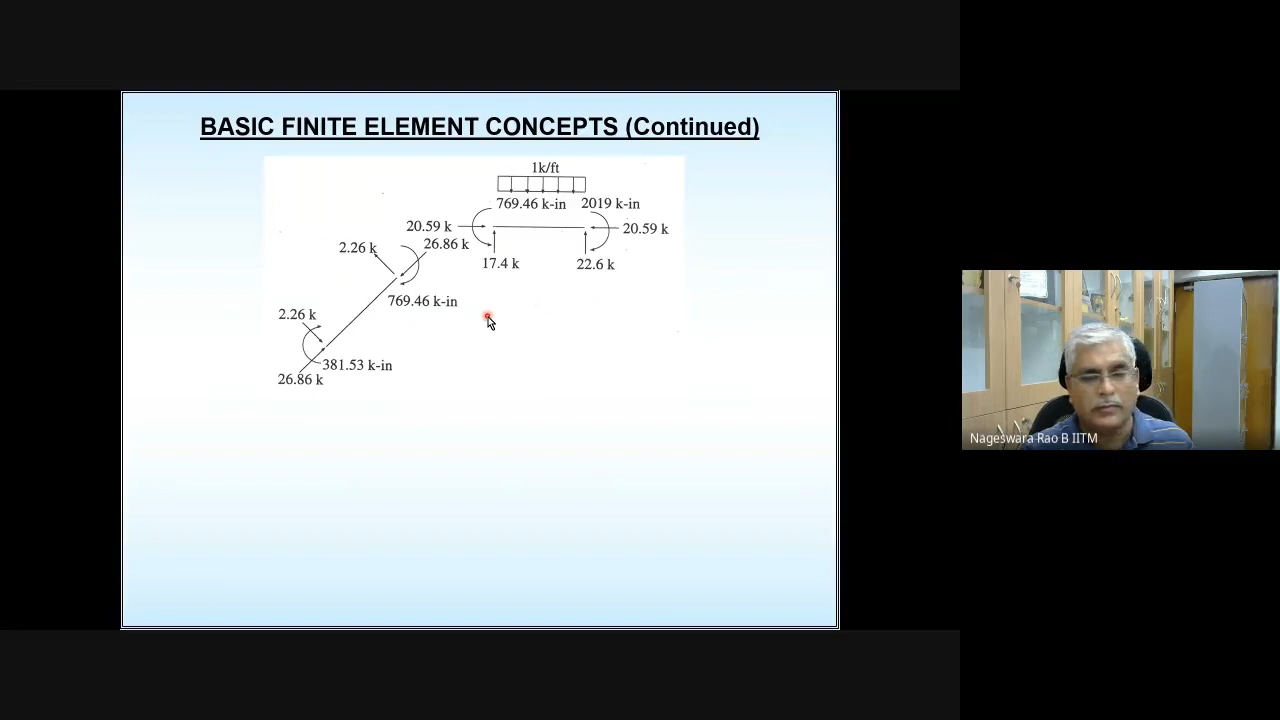 BASIC FINITE ELEMENT CONCEPTS (Continued)
1k/ft
769.46 k-in 2019 k-in
20.59 k 20.59 k
26.86 k
2.26 k
17.4 k 22.6 k
769.46 k-in
2.26 k
381.53 k-in
26.86 k
Nageswara Rao B IITM